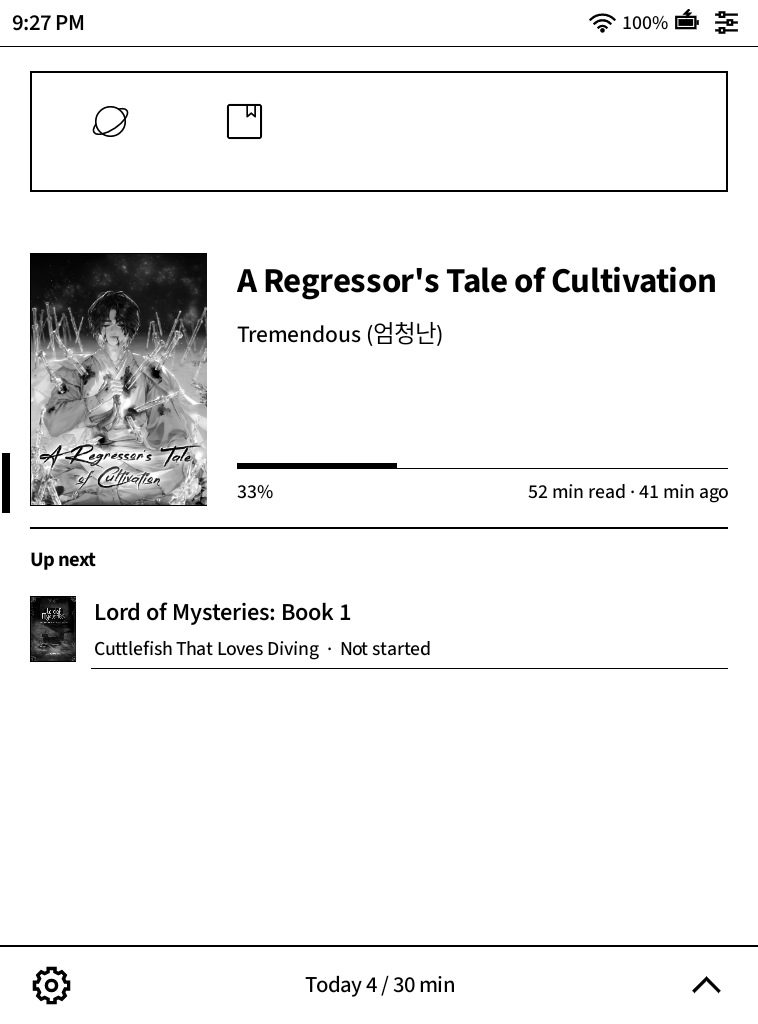 9:27 PM 100%
A Regressor's Tale of Cultivation
Tremendous (엄청난)
A Regressor's Tale
of Cultivation
33% 52 min read · 41 min ago
Up next
Lord of Mysteries: Book 1
Cuttlefish That Loves Diving · Not started
Today 4 / 30 min